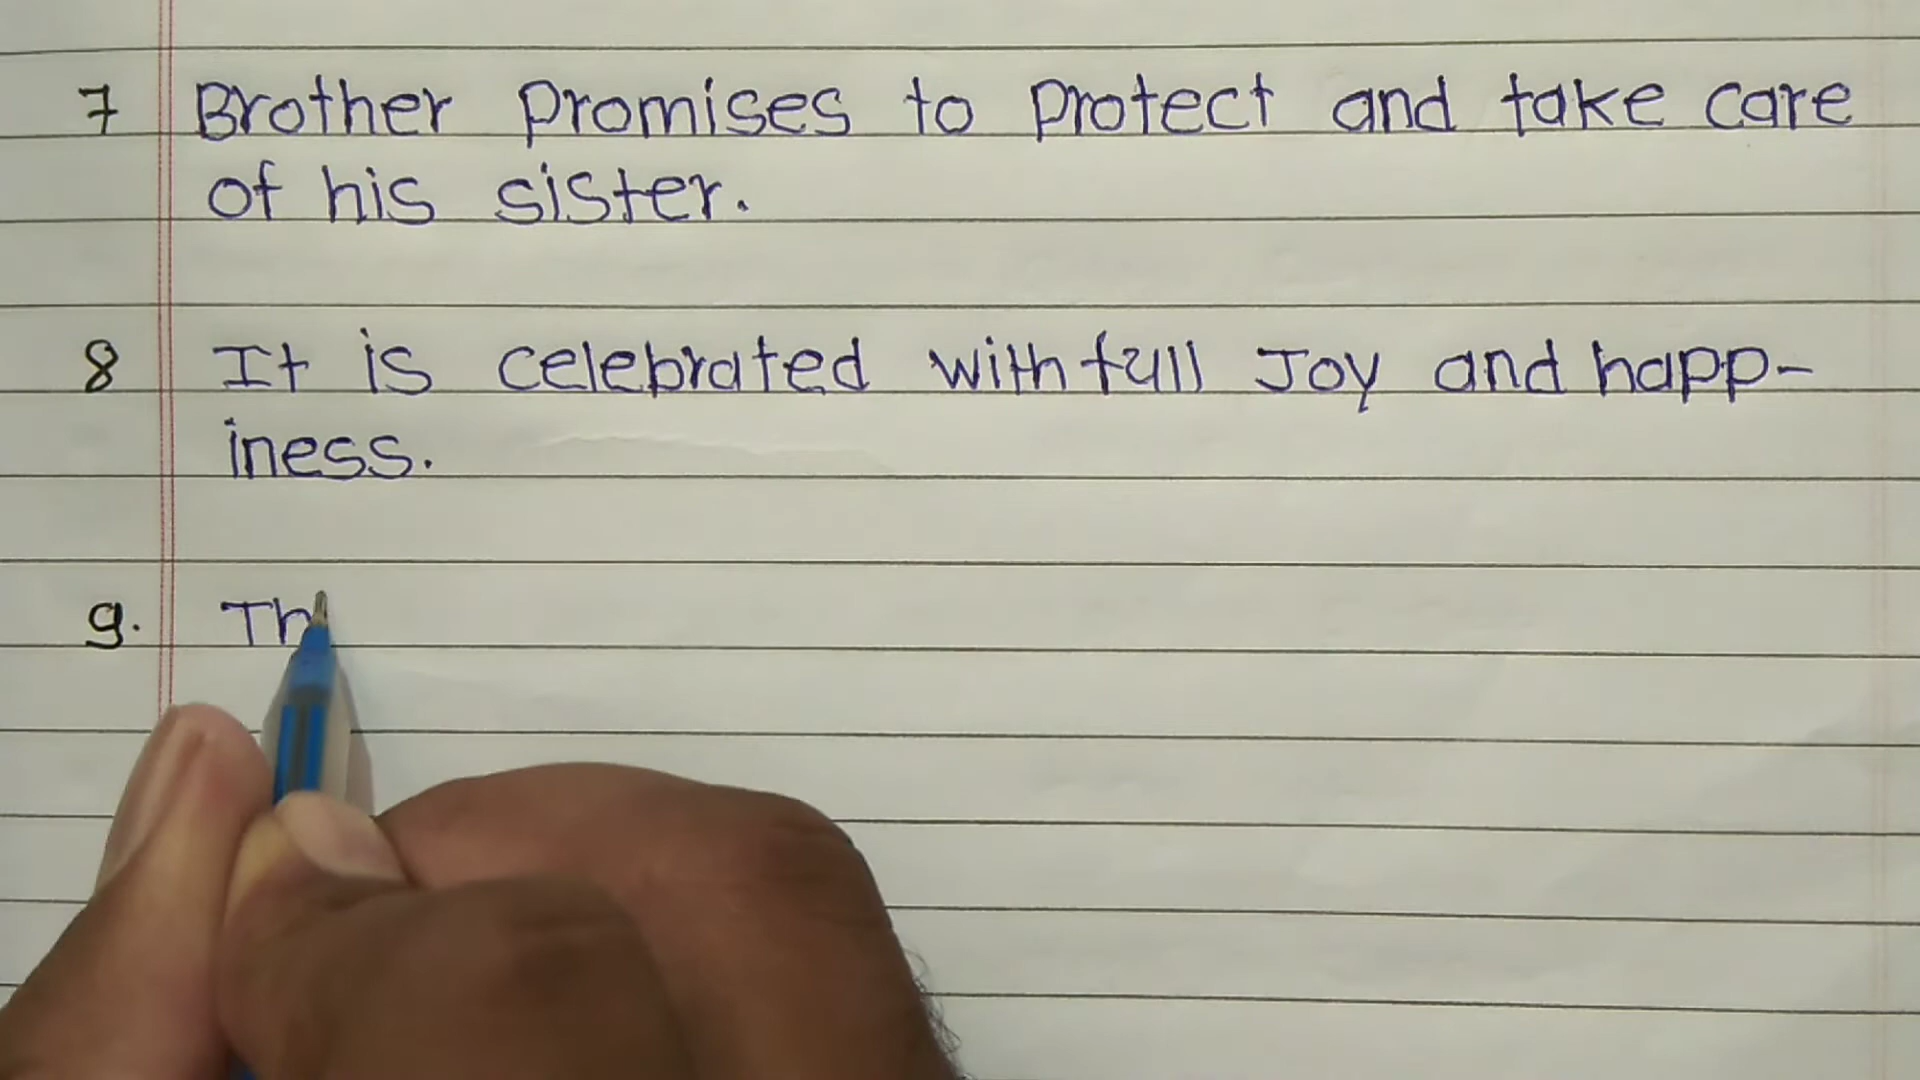 7 Brother promises to protect and take care
of his sister.
8 It is celebrated with full Joy and happ-
iness.
9. Th